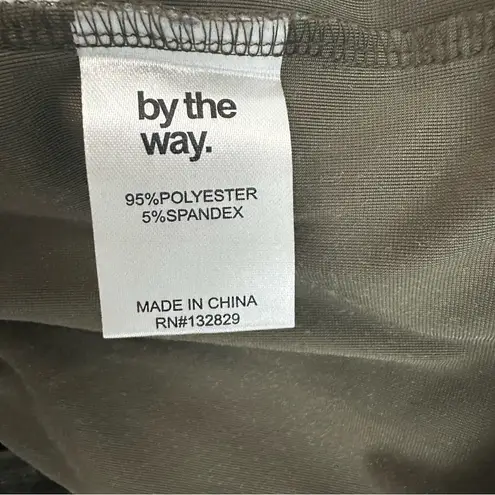 by the
way.
95%POLYESTER
5%SPANDEX
MADE IN CHINA
RN#132829